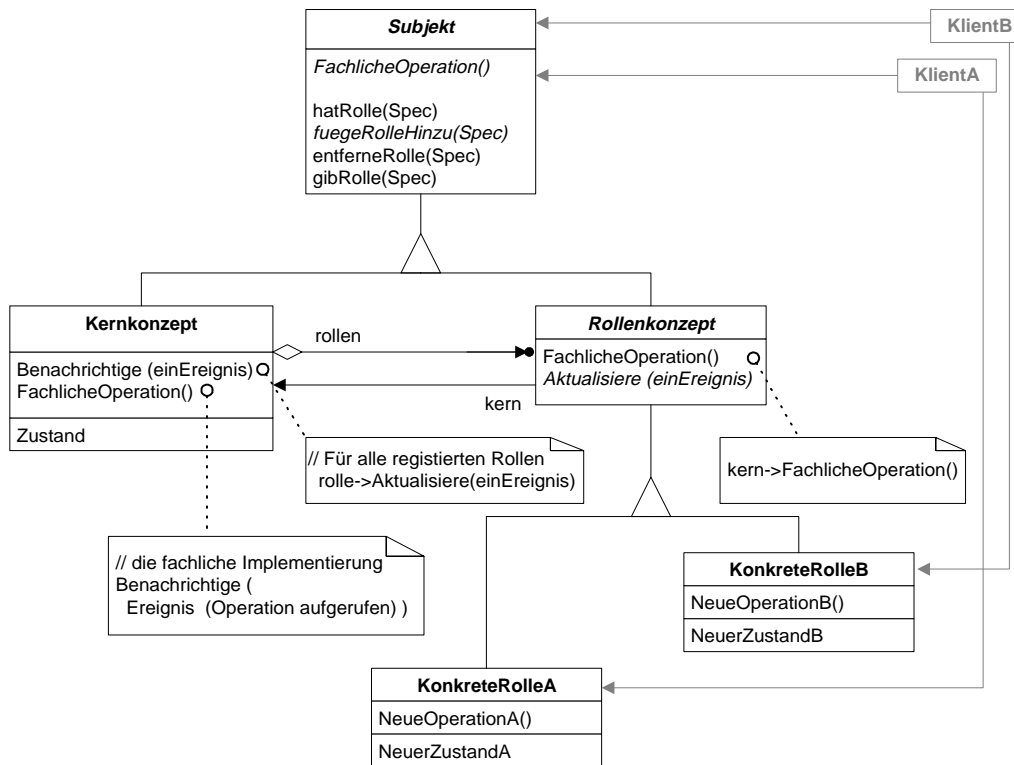 Subjekt
FachlicheOperation()
hatRolle(Spec)
fuegeRolleHinzu(Spec)
entferneRolle(Spec)
gibRolle(Spec)
KlientB
KlientA
Kernkonzept
Benachrichtige (einEreignis)
FachlicheOperation()
Zustand
rollen
kern
Rollenkonzept
FachlicheOperation()
Aktualisiere (einEreignis)
// Für alle registierten Rollen
rolle->Aktualisiere(einEreignis)
kern->FachlicheOperation()
// die fachliche Implementierung
Benachrichtige (
Ereignis (Operation aufgerufen) )
KonkreteRolleB
NeueOperationB()
NeuerZustandB
KonkreteRolleA
NeueOperationA()
NeuerZustandA